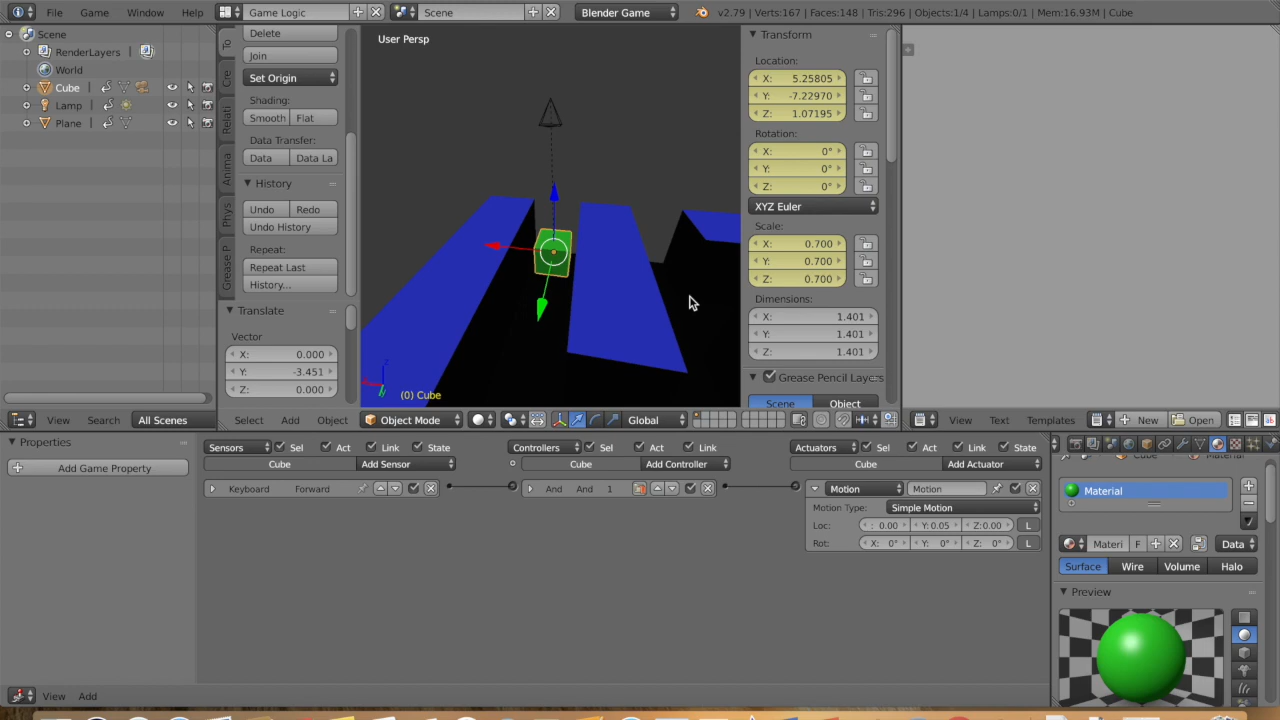 File Game Window Help Game Logic Scene Blender Game v2.79 | Verts:167 | Faces:148 | Tris:296 | Objects:1/4 | Lamps:0/1 | Mem:16.93M | Cube
Scene
RenderLayers
World
Cube
Lamp
Plane
View Search All Scenes
To
Cre
Relati
Anima
Phys
Grease P
Delete
Join
Set Origin
Shading:
Smooth Flat
Data Transfer:
Data Data La
History
Undo Redo
Undo History
Repeat:
Repeat Last
History...
Translate
Vector
X: 0.000
Y: -3.451
Z: 0.000
User Persp
(0) Cube
Select Add Object Object Mode Global
Transform
Location:
X: 5.25805
Y: -7.22970
Z: 1.07195
Rotation:
X: 0°
Y: 0°
Z: 0°
XYZ Euler
Scale:
X: 0.700
Y: 0.700
Z: 0.700
Dimensions:
X: 1.401
Y: 1.401
Z: 1.401
Grease Pencil Layers
Scene Object
View Text Templates New Open
Properties
Add Game Property
Sensors Sel Act Link State
Cube Add Sensor
Keyboard Forward
Controllers Sel Act Link
Cube Add Controller
And And 1
Actuators Sel Act Link State
Cube Add Actuator
Motion Motion
Motion Type: Simple Motion
Loc: : 0.00 Y: 0.05 Z: 0.00 L
Rot: X: 0° Y: 0° Z: 0° L
View Add
Material
Materi F Data
Surface Wire Volume Halo
Preview